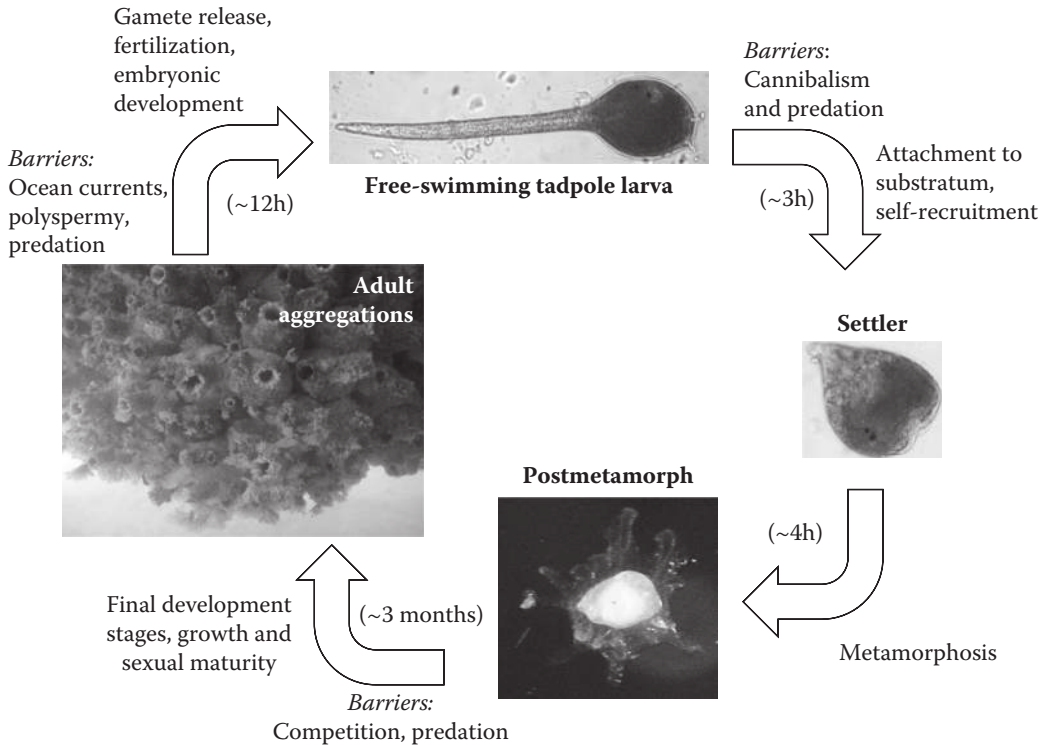 Gamete release,
fertilization,
embryonic
development
Barriers:
Ocean currents,
polyspermy,
predation
(~12h)
Free-swimming tadpole larva
Barriers:
Cannibalism
and predation
(~3h)
Attachment to
substratum,
self-recruitment
Settler
(~4h)
Metamorphosis
Postmetamorph
(~3 months)
Barriers:
Competition, predation
Final development
stages, growth and
sexual maturity
Adult
aggregations